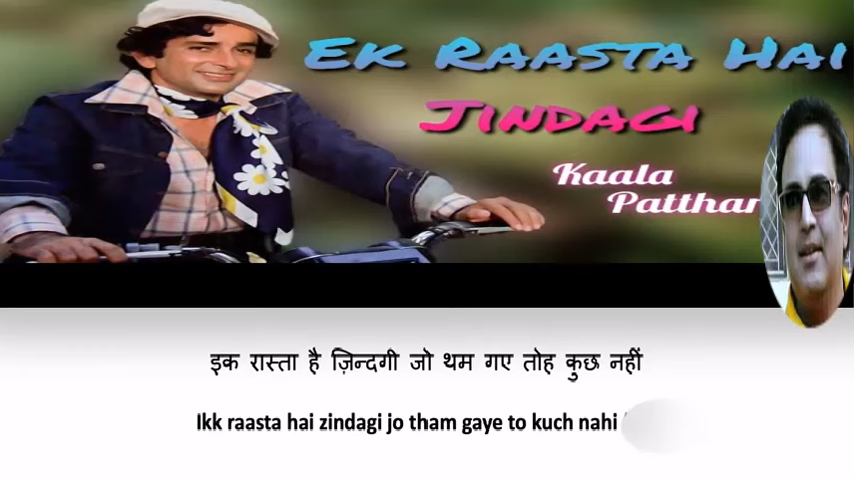 Ek Raasta Hai
Jindagi
Kaala
Patthar
इक रास्ता है ज़िन्दगी जो थम गए तोह कुछ नहीं
Ikk raasta hai zindagi jo tham gaye to kuch nahi